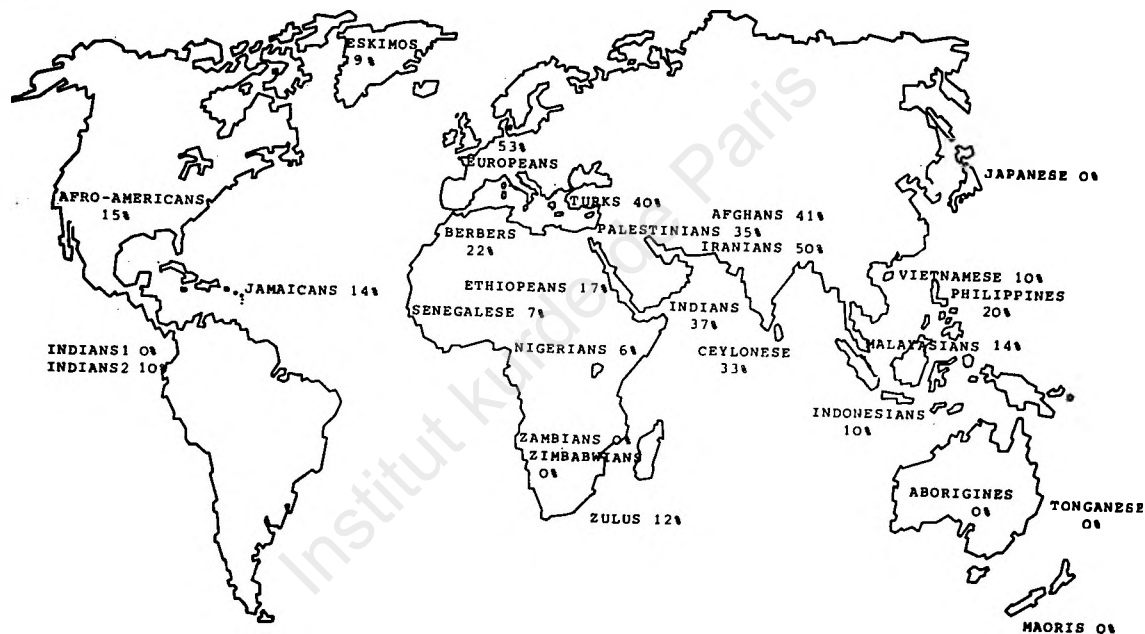 ESKIMOS
9%
53%
EUROPEANS
JAPANESE 0%
AFRO-AMERICANS
15%
TURKS 40%
AFGHANS 41%
BERBERS
22%
PALESTINIANS 35%
IRANIANS 50%
VIETNAMESE 10%
PHILIPPINES
20%
JAMAICANS 14%
ETHIOPEANS 17%
SENEGALESE 7%
INDIANS
37%
INDIANS1 0%
INDIANS2 10%
NIGERIANS 6%
CEYLONESE
33%
MALAYASIANS 14%
INDONESIANS
10%
ZAMBIANS 0%
ZIMBABWIANS
0%
ABORIGINES
0%
TONGANESE
0%
ZULUS 12%
MAORIS 0%
Institut kurde de Paris